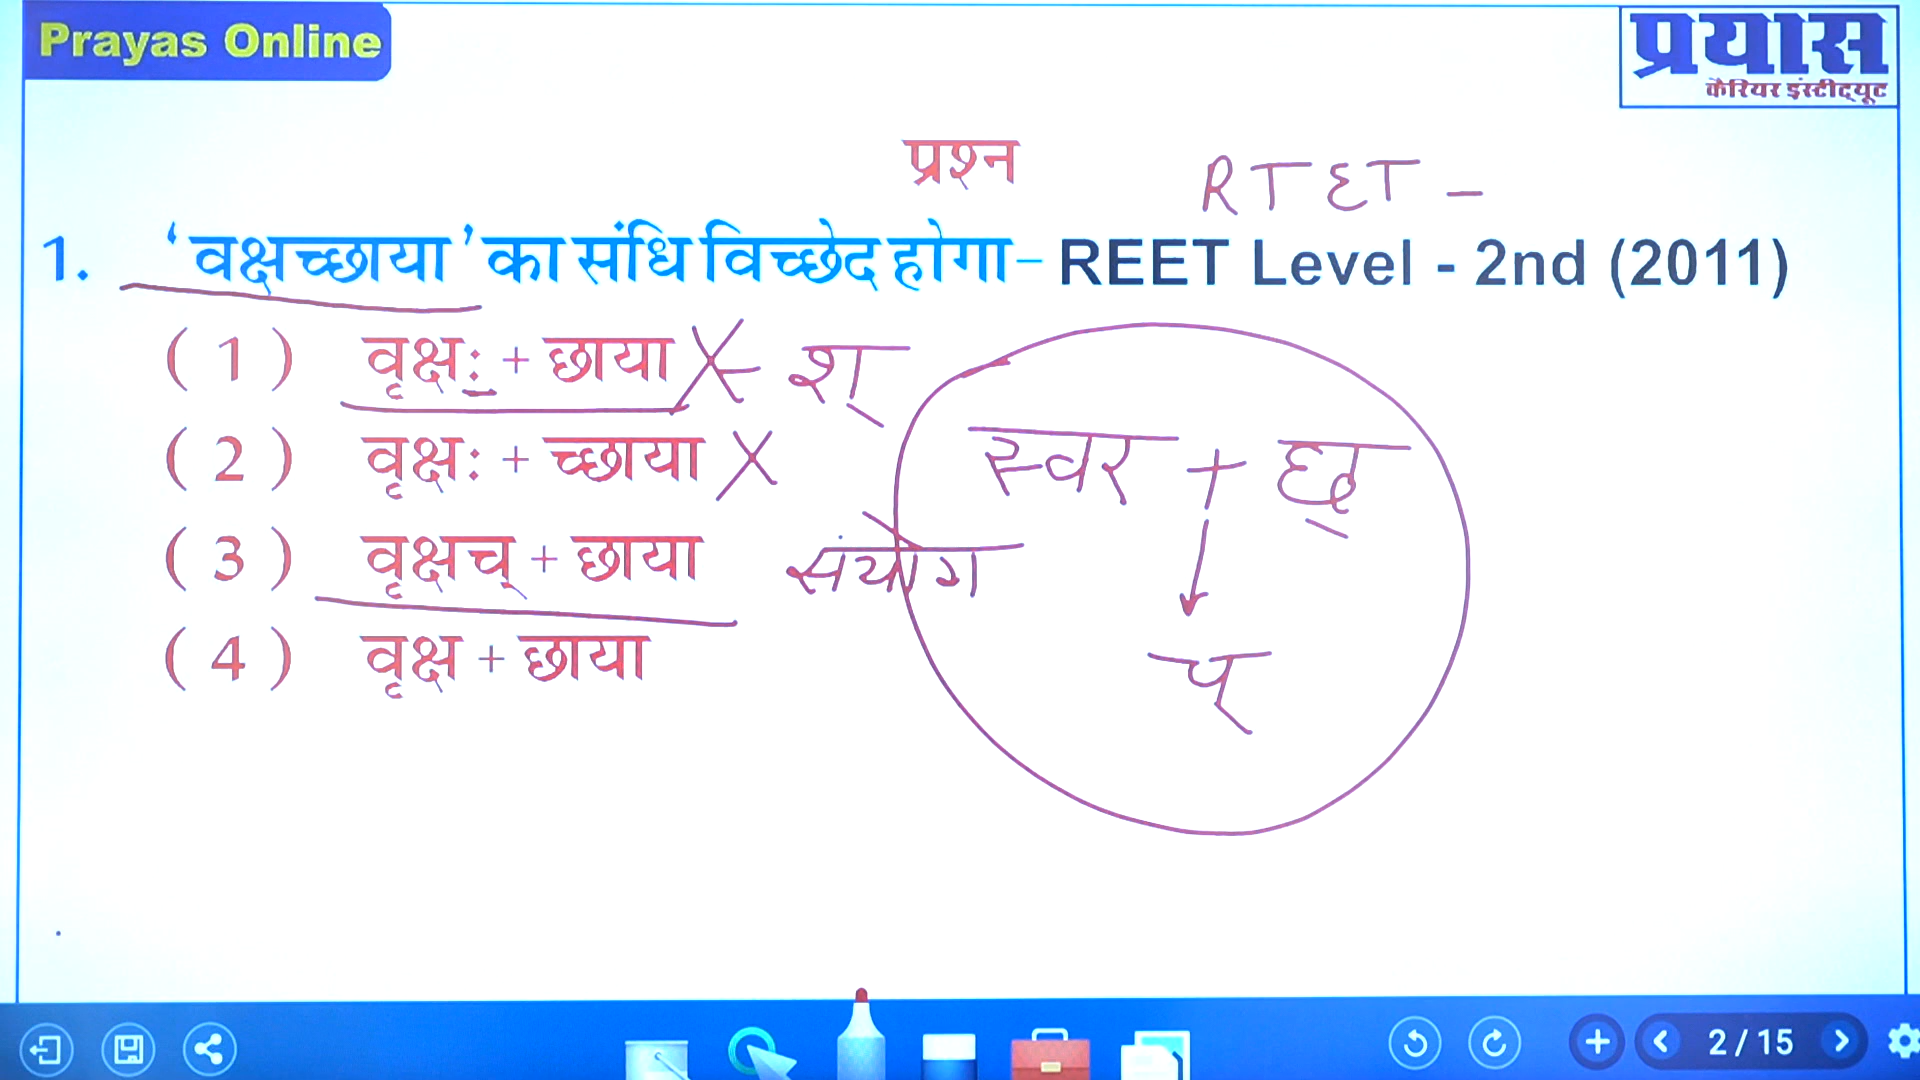 Prayas Online
प्रयास
कैरियर इंस्टीट्यूट
प्रश्न
RTET -
1. 'वक्षच्छाया' का संधि विच्छेद होगा- REET Level - 2nd (2011)
(1) वृक्षः + छाया - श्
(2) वृक्षः + च्छाया
स्वर + छ्
(3) वृक्षच् + छाया संयोग
(4) वृक्ष + छाया
च्
2/15